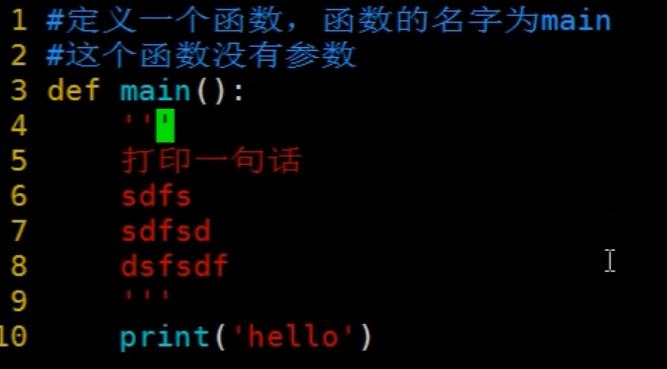 1 #定义一个函数，函数的名字为main
2 #这个函数没有参数
3 def main():
4     '''
5     打印一句话
6     sdfs
7     sdfsd
8     dsfsdf
9     '''
10     print('hello')